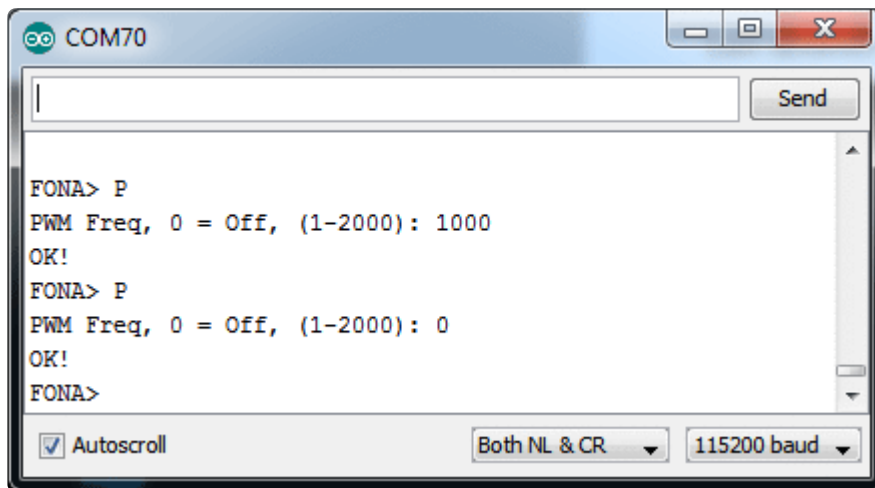 COM70
Send
FONA> P
PWM Freq, 0 = Off, (1-2000): 1000
OK!
FONA> P
PWM Freq, 0 = Off, (1-2000): 0
OK!
FONA>
Autoscroll
Both NL & CR
115200 baud